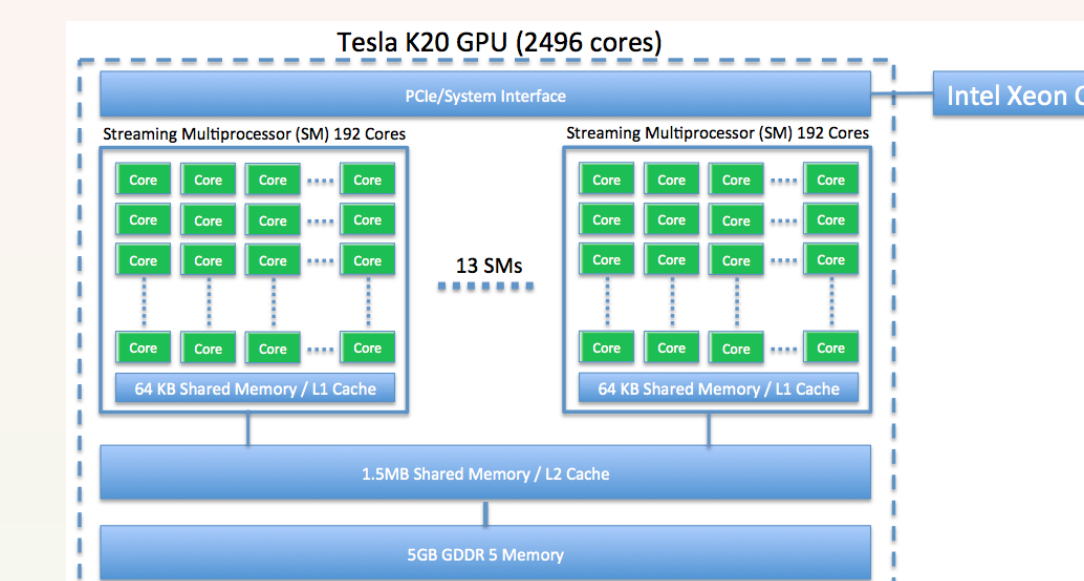 Tesla K20 GPU (2496 cores)
PCIe/System Interface
Intel Xeon
Streaming Multiprocessor (SM) 192 Cores
Streaming Multiprocessor (SM) 192 Cores
Core Core Core Core
Core Core Core Core
Core Core Core Core
Core Core Core Core
Core Core Core Core
Core Core Core Core
13 SMs
Core Core Core Core
Core Core Core Core
64 KB Shared Memory / L1 Cache
64 KB Shared Memory / L1 Cache
1.5MB Shared Memory / L2 Cache
5GB GDDR 5 Memory